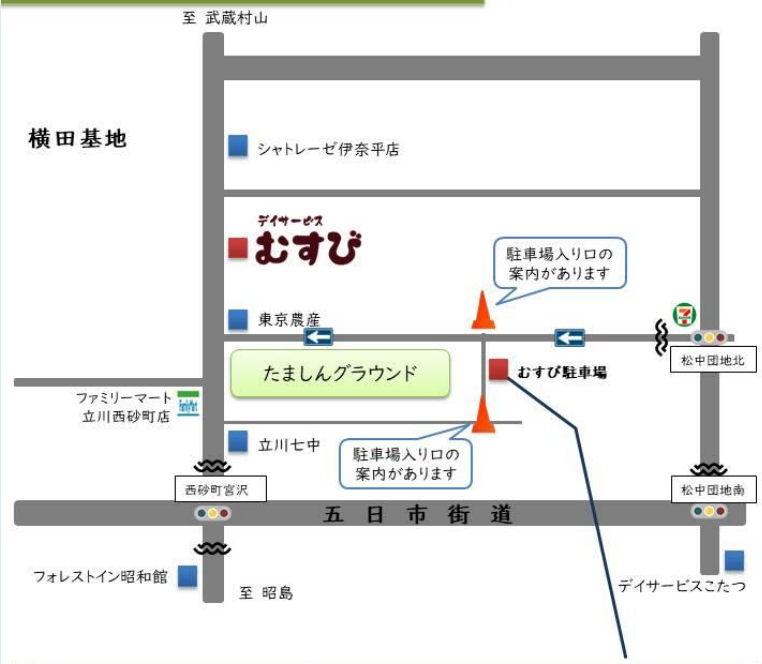 至 武蔵村山
横田基地
シャトレーゼ伊奈平店
デイサービス
むすび
駐車場入り口の
案内があります
東京農産
7
ELEVEn
松中団地北
たましんグラウンド
むすび駐車場
ファミリーマート
立川西砂町店
FamilyMart
立川七中
駐車場入り口の
案内があります
西砂町宮沢
松中団地南
五日市街道
フォレストイン昭和館
至 昭島
デイサービスこたつ